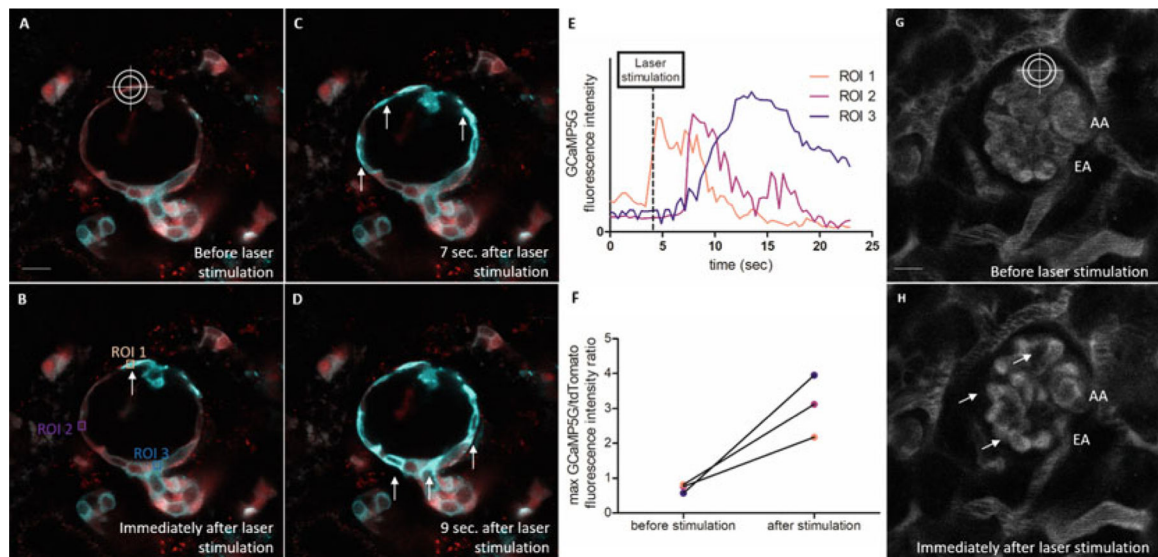 A
Before laser
stimulation
B
ROI 1
ROI 2
ROI 3
Immediately after laser
stimulation
C
7 sec. after laser
stimulation
D
9 sec. after laser
stimulation
E
Laser
stimulation
ROI 1
ROI 2
ROI 3
GCaMP5G
fluorescence intensity
0
0 5 10 15 20 25
time (sec)
F
max GCaMP5G/tdTomato
fluorescence intensity ratio
5
4
3
2
1
0
before stimulation after stimulation
G
AA
EA
Before laser stimulation
H
AA
EA
Immediately after laser stimulation